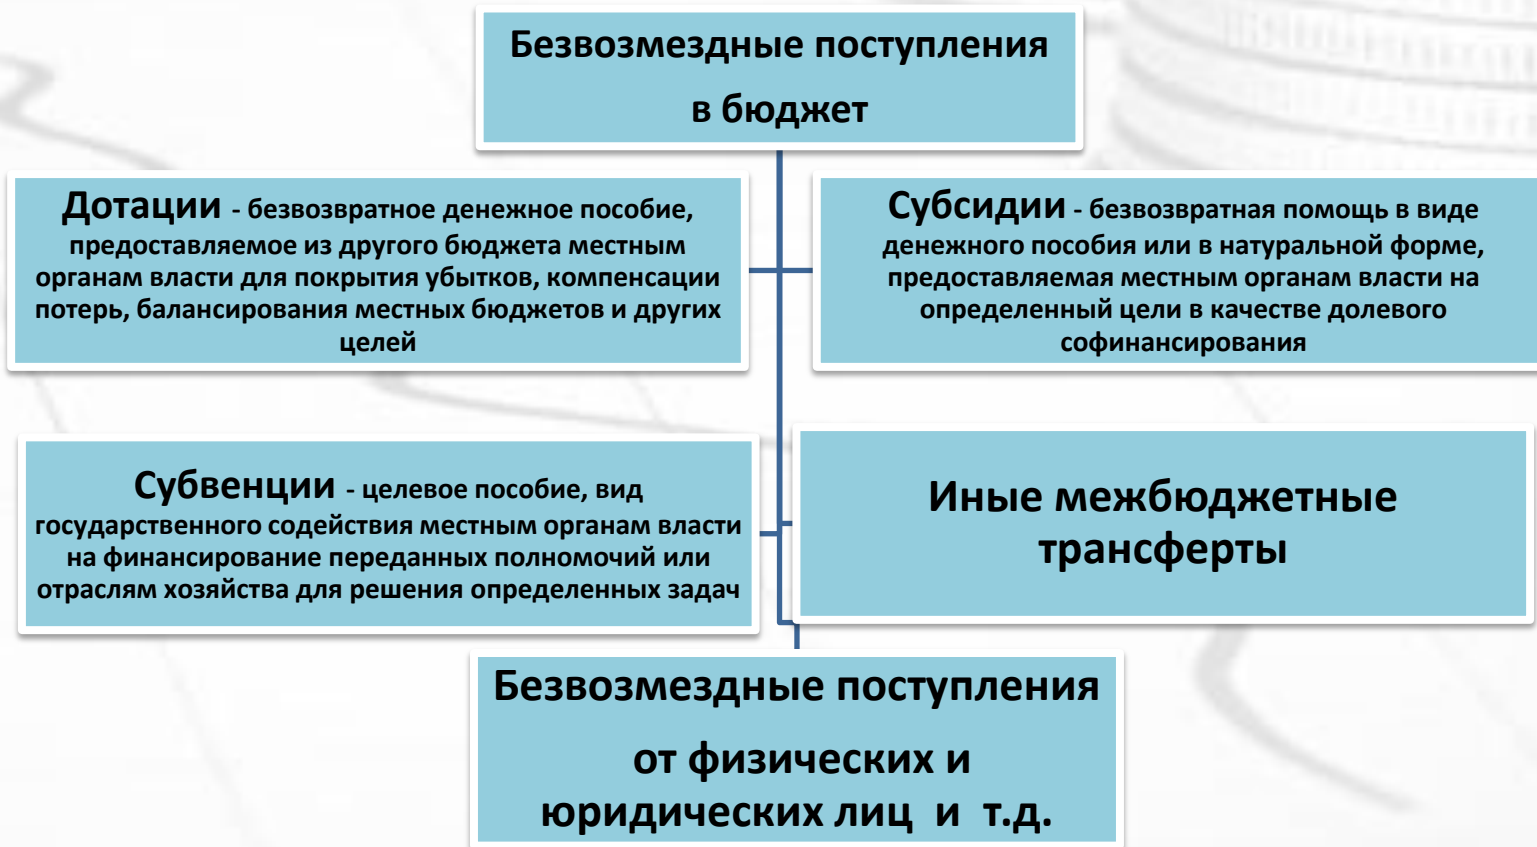 Безвозмездные поступления
в бюджет
Дотации - безвозвратное денежное пособие,
предоставляемое из другого бюджета местным
органам власти для покрытия убытков, компенсации
потерь, балансирования местных бюджетов и других
целей
Субсидии - безвозвратная помощь в виде
денежного пособия или в натуральной форме,
предоставляемая местным органам власти на
определенный цели в качестве долевого
софинансирования
Субвенции - целевое пособие, вид
государственного содействия местным органам власти
на финансирование переданных полномочий или
отраслям хозяйства для решения определенных задач
Иные межбюджетные
трансферты
Безвозмездные поступления
от физических и
юридических лиц и т.д.